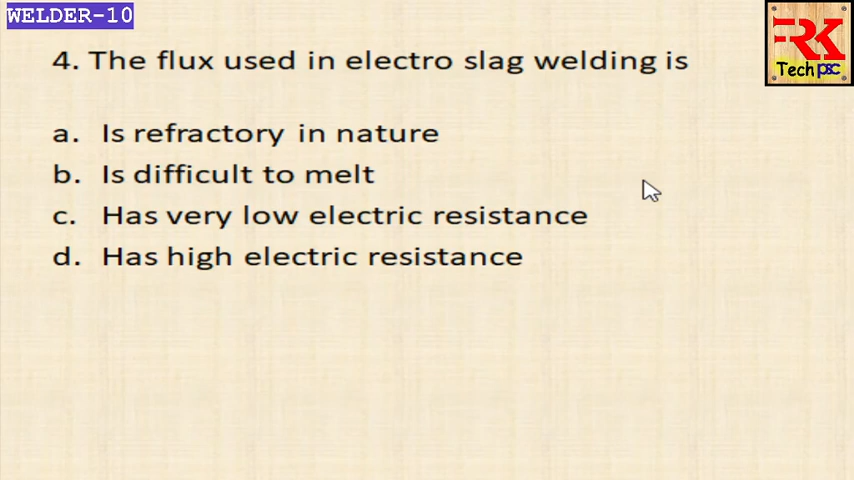 WELDER-10
RK
Tech psc
4. The flux used in electro slag welding is
a. Is refractory in nature
b. Is difficult to melt
c. Has very low electric resistance
d. Has high electric resistance